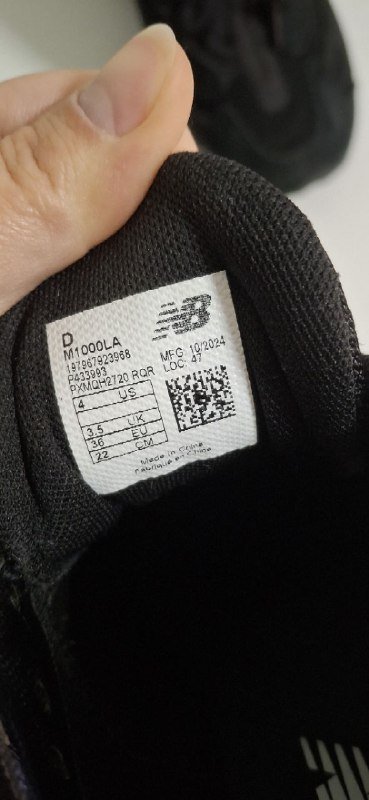 D
M1000LA
197967923968
P433993
PXMQH2720 RQR
MFG: 10/2024
LOC: 47
4 US
3.5 UK
36 EU
22 CM
Made in China
Fabriqué en Chine